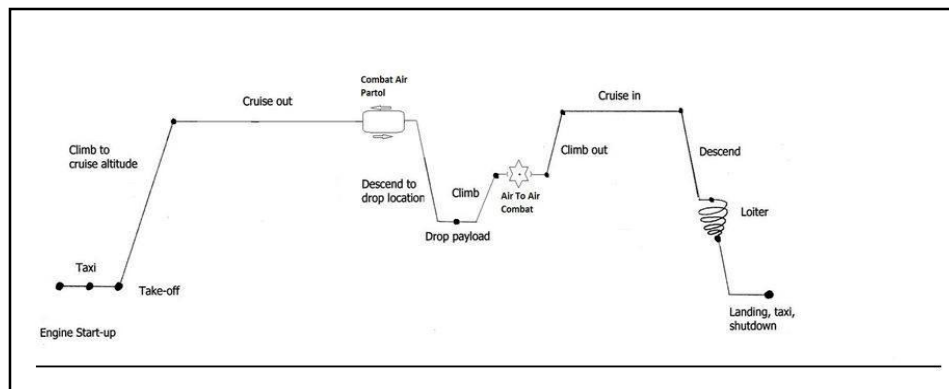 Combat Air
Partol
Cruise out
Cruise in
Climb to
cruise altitude
Climb out
Descend
Descend to
drop location
Climb
Air To Air
Combat
Loiter
Drop payload
Taxi
Take-off
Landing, taxi,
shutdown
Engine Start-up